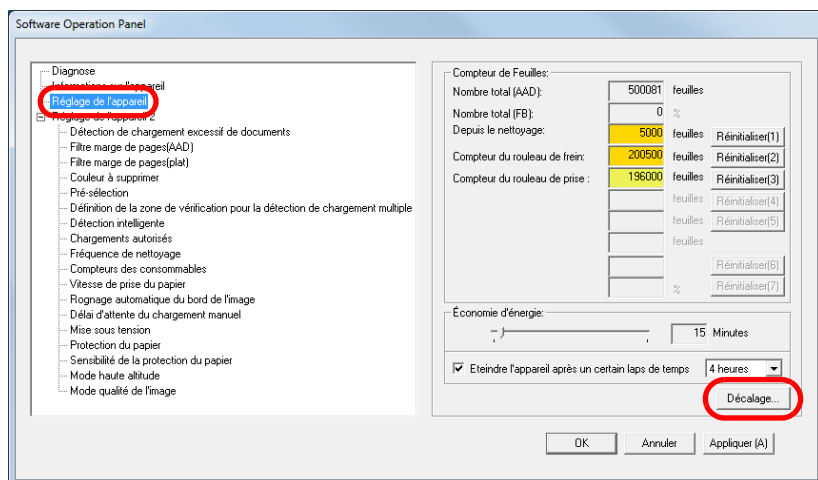 Software Operation Panel
Diagnose
Informations sur l'appareil
Réglage de l'appareil
Réglage de l'appareil 2
Détection de chargement excessif de documents
Filtre marge de pages(AAD)
Filtre marge de pages(plat)
Couleur à supprimer
Pré-sélection
Définition de la zone de vérification pour la détection de chargement multiple
Détection intelligente
Chargements autorisés
Fréquence de nettoyage
Compteurs des consommables
Vitesse de prise du papier
Rognage automatique du bord de l'image
Délai d'attente du chargement manuel
Mise sous tension
Protection du papier
Sensibilité de la protection du papier
Mode haute altitude
Mode qualité de l'image
Compteur de Feuilles:
Nombre total (AAD): 500081 feuilles
Nombre total (FB): 0 %
Depuis le nettoyage: 5000 feuilles Réinitialiser(1)
Compteur du rouleau de frein: 200500 feuilles Réinitialiser(2)
Compteur du rouleau de prise : 196000 feuilles Réinitialiser(3)
feuilles Réinitialiser(4)
feuilles Réinitialiser(5)
feuilles
Réinitialiser(6)
% Réinitialiser(7)
Économie d'énergie:
15 Minutes
Eteindre l'appareil après un certain laps de temps 4 heures
Décalage...
OK Annuler Appliquer (A)